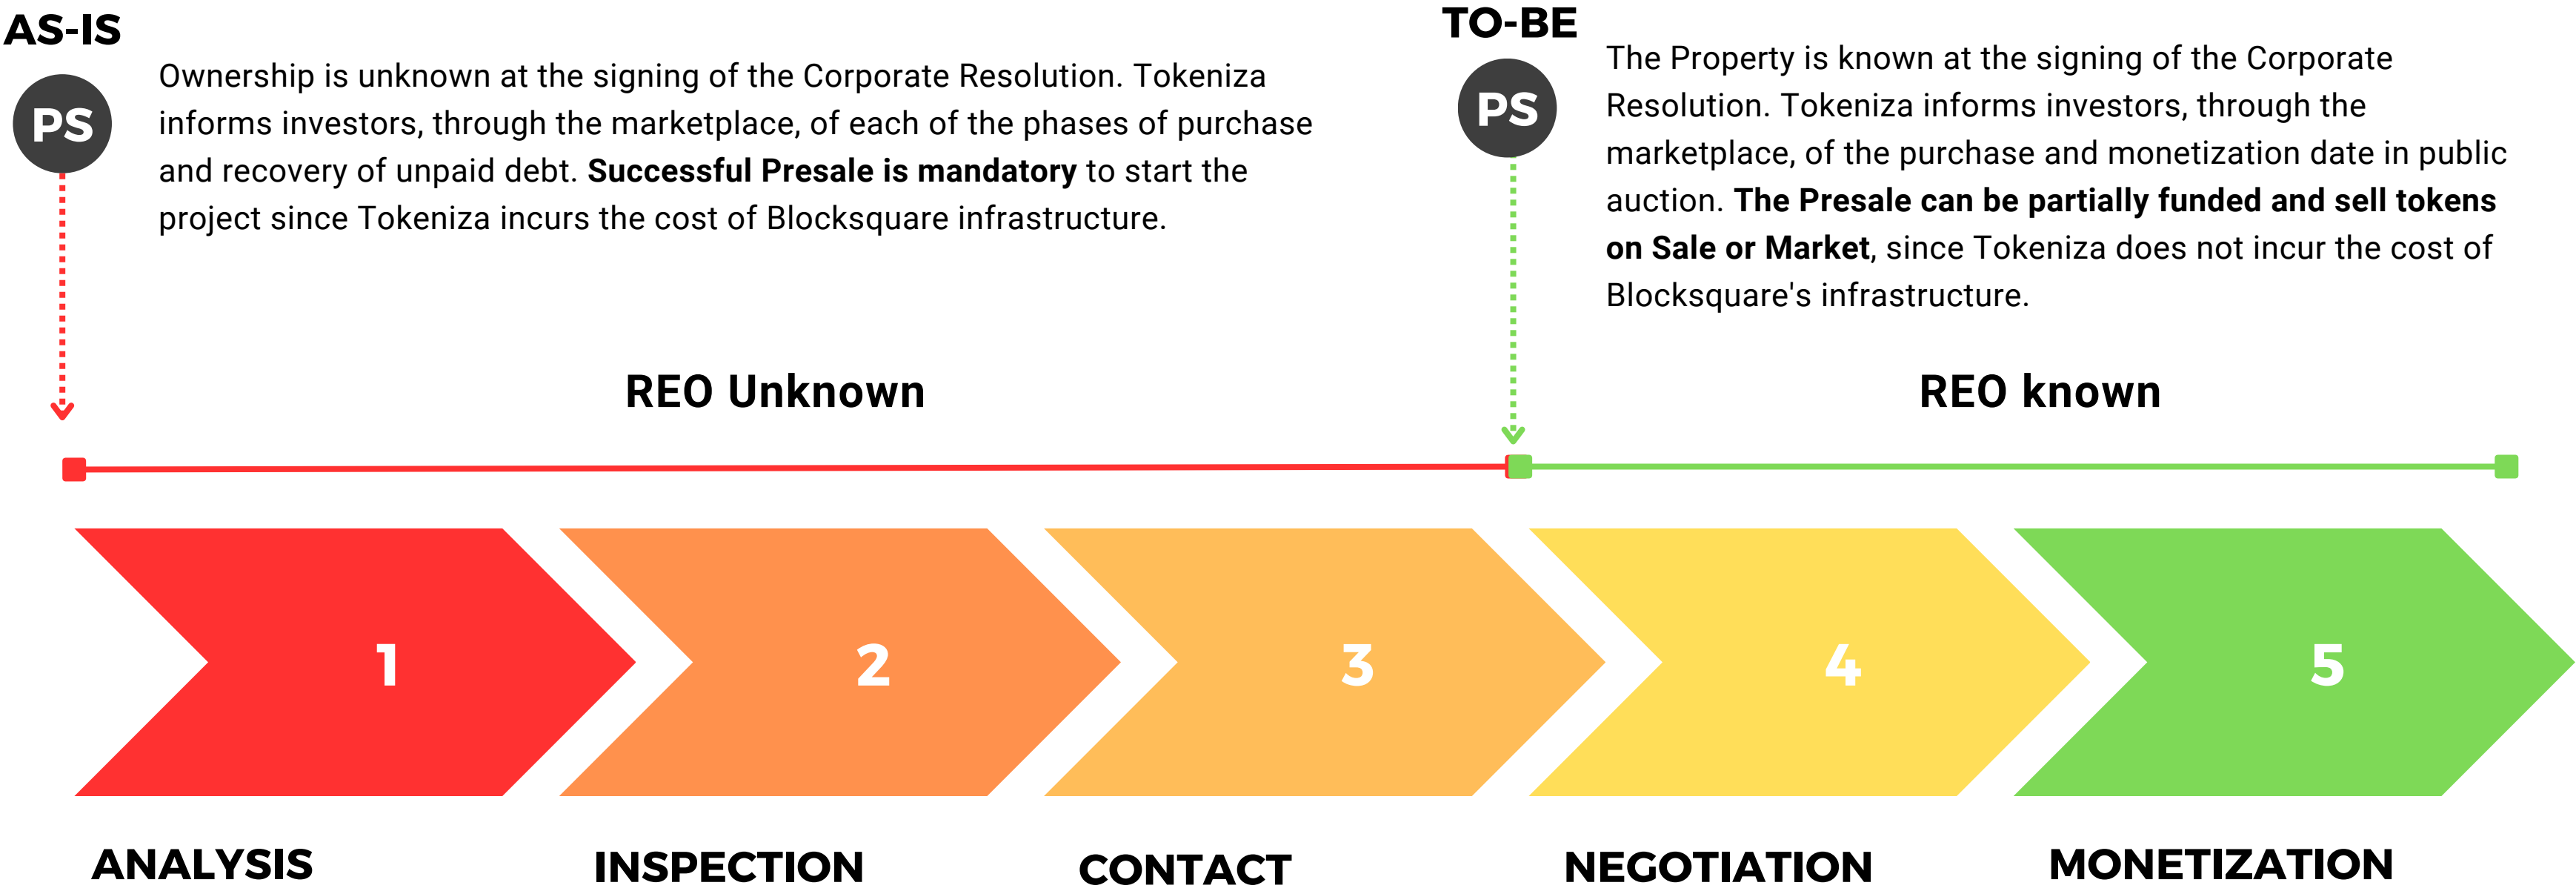 AS-IS
PS
Ownership is unknown at the signing of the Corporate Resolution. Tokeniza
informs investors, through the marketplace, of each of the phases of purchase
and recovery of unpaid debt. Successful Presale is mandatory to start the
project since Tokeniza incurs the cost of Blocksquare infrastructure.
TO-BE
PS
The Property is known at the signing of the Corporate
Resolution. Tokeniza informs investors, through the
marketplace, of the purchase and monetization date in public
auction. The Presale can be partially funded and sell tokens
on Sale or Market, since Tokeniza does not incur the cost of
Blocksquare's infrastructure.
REO Unknown
REO known
1
2
3
4
5
ANALYSIS
INSPECTION
CONTACT
NEGOTIATION
MONETIZATION